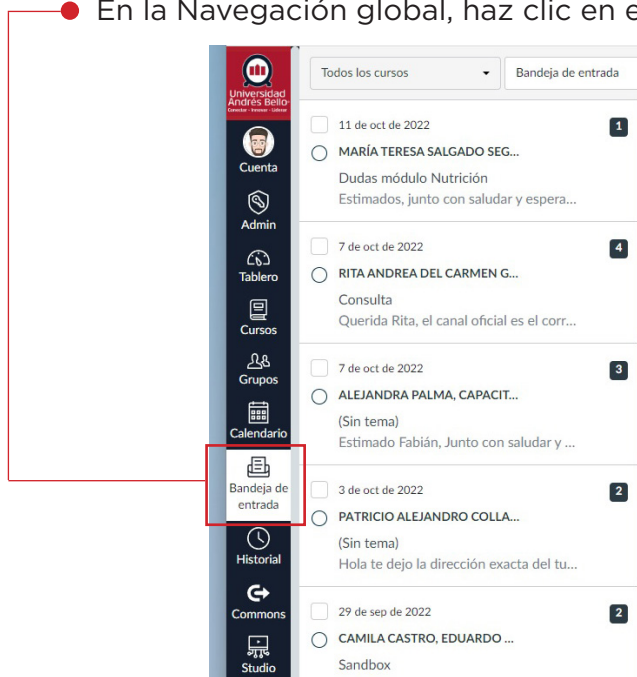 En la Navegación global, haz clic en e
Universidad
Andrés Bello
Conectar - Innovar - Liderar
Cuenta
Admin
Tablero
Cursos
Grupos
Calendario
Bandeja de
entrada
Historial
Commons
Studio
Todos los cursos
Bandeja de entrada
11 de oct de 2022
1
MARÍA TERESA SALGADO SEG...
Dudas módulo Nutrición
Estimados, junto con saludar y espera...
7 de oct de 2022
4
RITA ANDREA DEL CARMEN G...
Consulta
Querida Rita, el canal oficial es el corr...
7 de oct de 2022
3
ALEJANDRA PALMA, CAPACIT...
(Sin tema)
Estimado Fabián, Junto con saludar y ...
3 de oct de 2022
2
PATRICIO ALEJANDRO COLLA...
(Sin tema)
Hola te dejo la dirección exacta del tu...
29 de sep de 2022
2
CAMILA CASTRO, EDUARDO ...
Sandbox